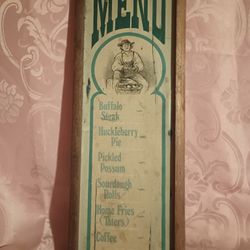 MENU
Buffalo
Steak
Huckleberry
Pie
Pickled
Possum
Sourdough
Rolls
Home Fries
(Taters)
Coffee